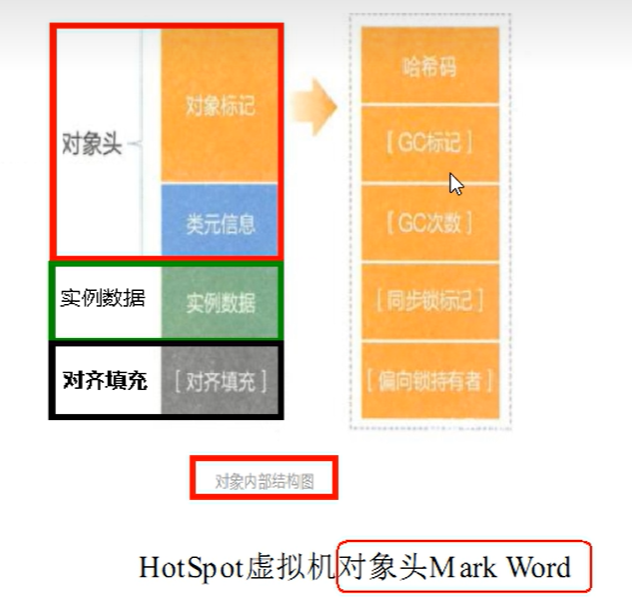 对象头
对象标记
类元信息
实例数据
实例数据
对齐填充
[ 对齐填充 ]
哈希码
[ GC标记 ]
[ GC次数 ]
[ 同步锁标记 ]
[ 偏向锁持有者 ]
对象内部结构图
HotSpot虚拟机对象头Mark Word